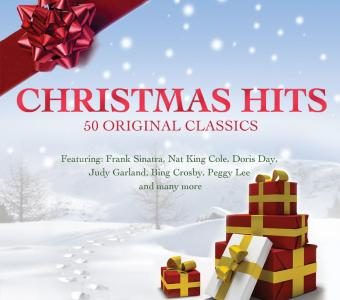 CHRISTMAS HITS
50 ORIGINAL CLASSICS
Featuring: Frank Sinatra, Nat King Cole, Doris Day,
Judy Garland, Bing Crosby, Peggy Lee
and many more